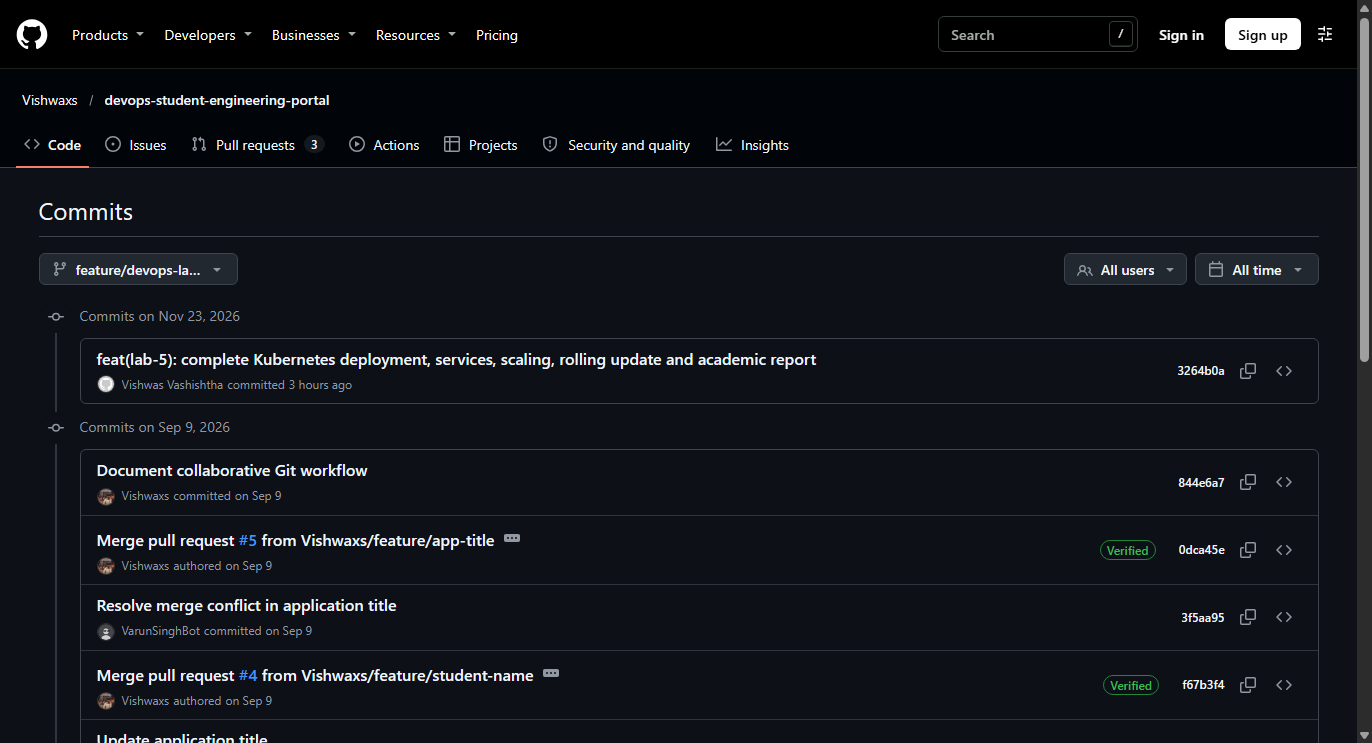 Products Developers Businesses Resources Pricing Search / Sign in Sign up
Vishwaxs / devops-student-engineering-portal
Code Issues Pull requests 3 Actions Projects Security and quality Insights
Commits
feature/devops-la... All users All time
Commits on Nov 23, 2026
feat(lab-5): complete Kubernetes deployment, services, scaling, rolling update and academic report
Vishwas Vashishtha committed 3 hours ago
3264b0a
Commits on Sep 9, 2026
Document collaborative Git workflow
Vishwaxs committed on Sep 9
844e6a7
Merge pull request #5 from Vishwaxs/feature/app-title
Vishwaxs authored on Sep 9
Verified 0dca45e
Resolve merge conflict in application title
VarunSinghBot committed on Sep 9
3f5aa95
Merge pull request #4 from Vishwaxs/feature/student-name
Vishwaxs authored on Sep 9
Verified f67b3f4
Update application title